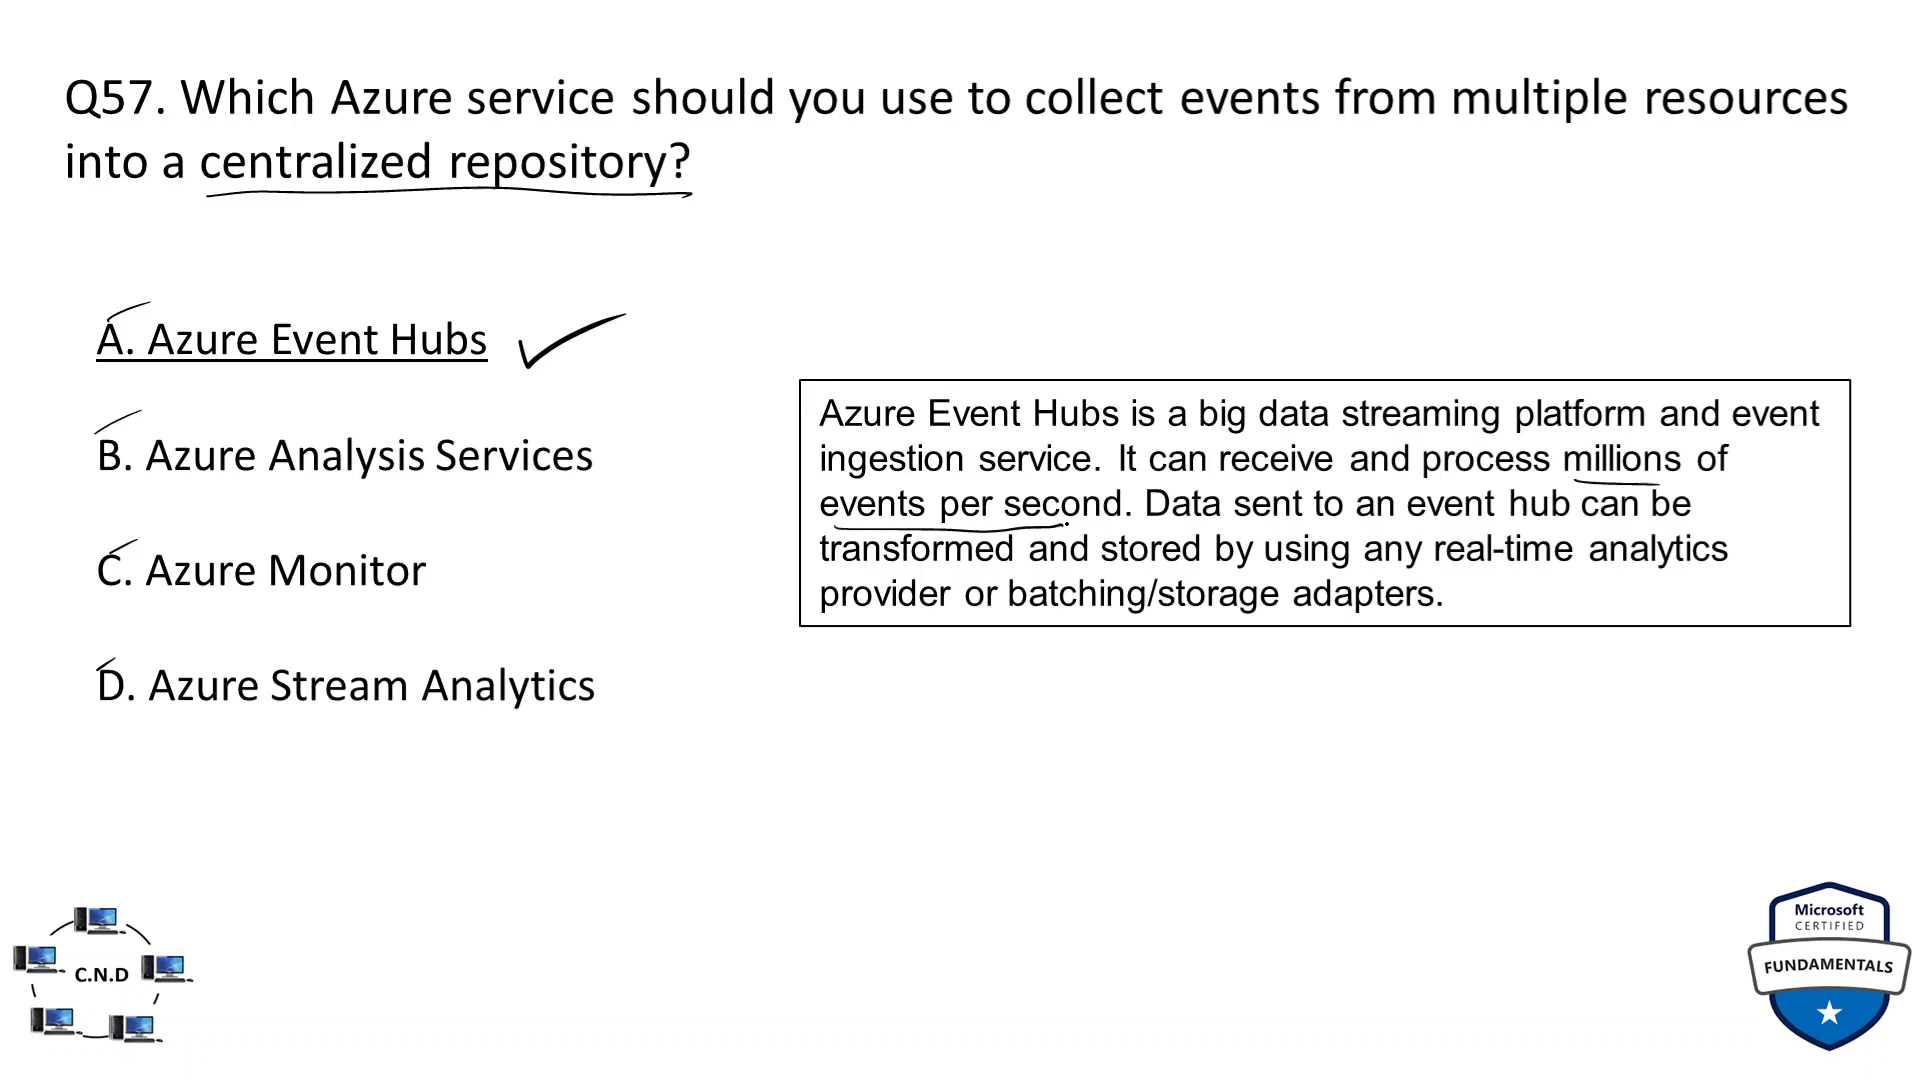 Q57. Which Azure service should you use to collect events from multiple resources
into a centralized repository?
A. Azure Event Hubs
B. Azure Analysis Services
C. Azure Monitor
D. Azure Stream Analytics
Azure Event Hubs is a big data streaming platform and event
ingestion service. It can receive and process millions of
events per second. Data sent to an event hub can be
transformed and stored by using any real-time analytics
provider or batching/storage adapters.
C.N.D
Microsoft
CERTIFIED
FUNDAMENTALS